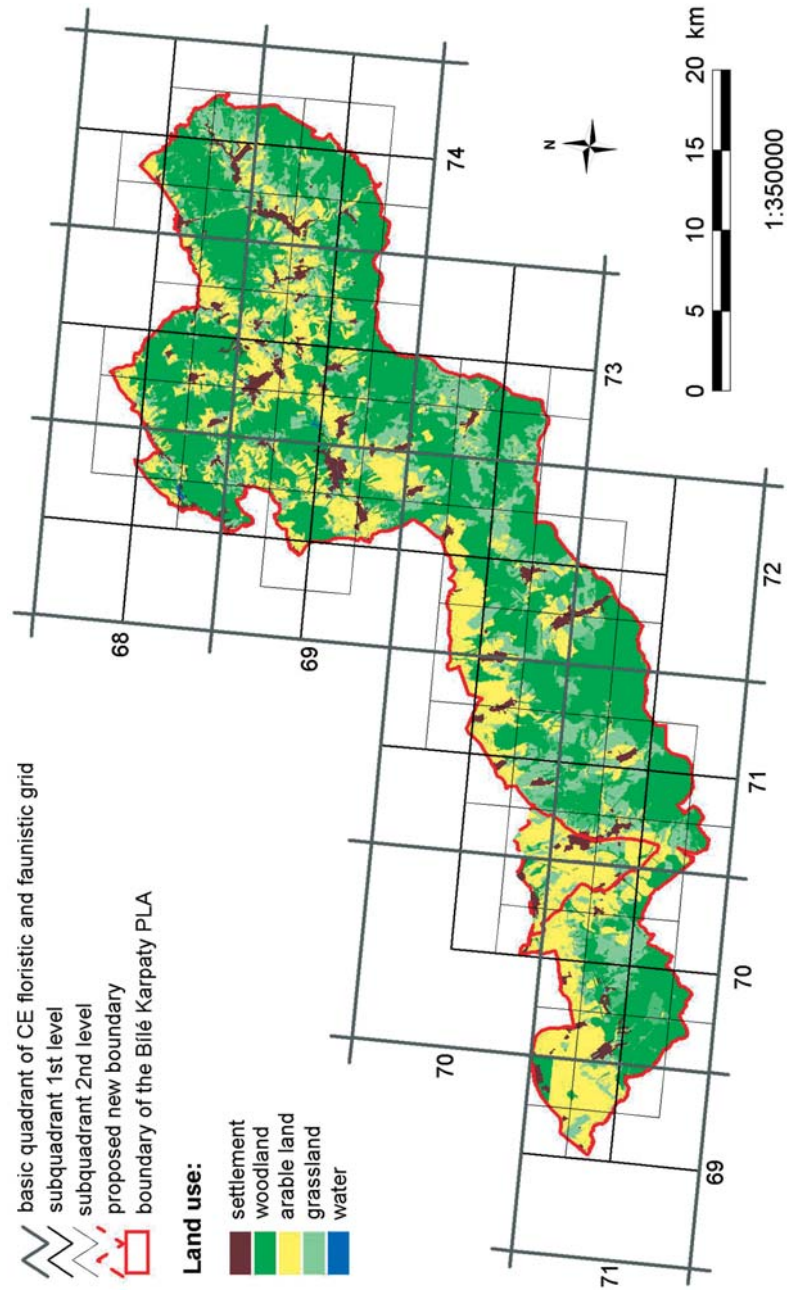 basic quadrant of CE floristic and faunistic grid
subquadrant 1st level
subquadrant 2nd level
proposed new boundary
boundary of the Bílé Karpaty PLA
Land use:
settlement
woodland
arable land
grassland
water
68
69
70
71
69
70
71
72
73
74
N
0 5 10 15 20 km
1:350000